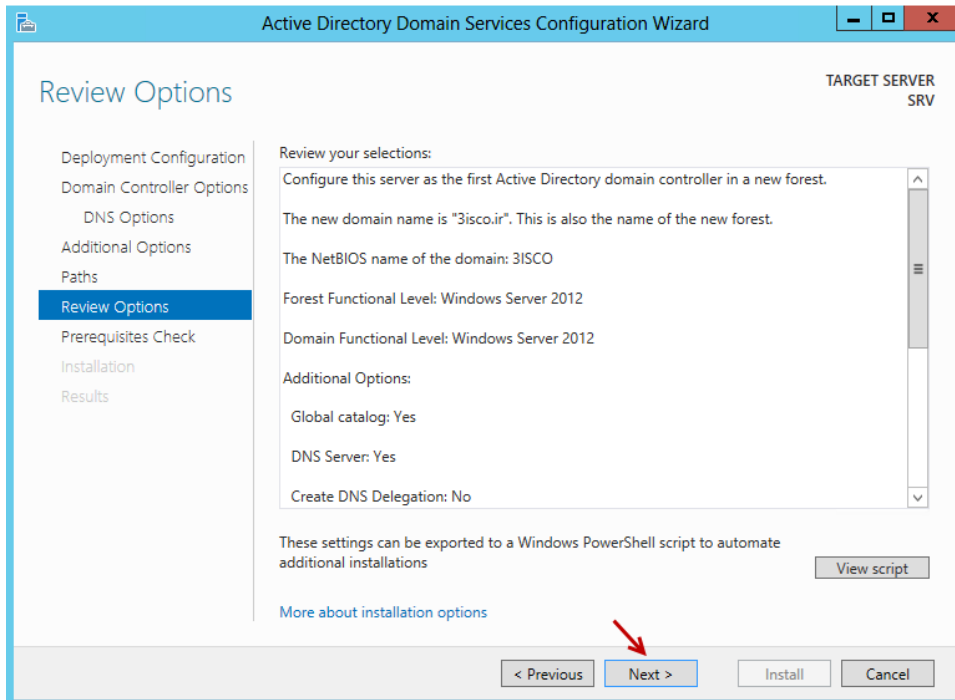 Active Directory Domain Services Configuration Wizard
Review Options
TARGET SERVER
SRV
Deployment Configuration
Domain Controller Options
DNS Options
Additional Options
Paths
Review Options
Prerequisites Check
Installation
Results
Review your selections:
Configure this server as the first Active Directory domain controller in a new forest.
The new domain name is "3isco.ir". This is also the name of the new forest.
The NetBIOS name of the domain: 3ISCO
Forest Functional Level: Windows Server 2012
Domain Functional Level: Windows Server 2012
Additional Options:
Global catalog: Yes
DNS Server: Yes
Create DNS Delegation: No
These settings can be exported to a Windows PowerShell script to automate
additional installations
View script
More about installation options
< Previous
Next >
Install
Cancel